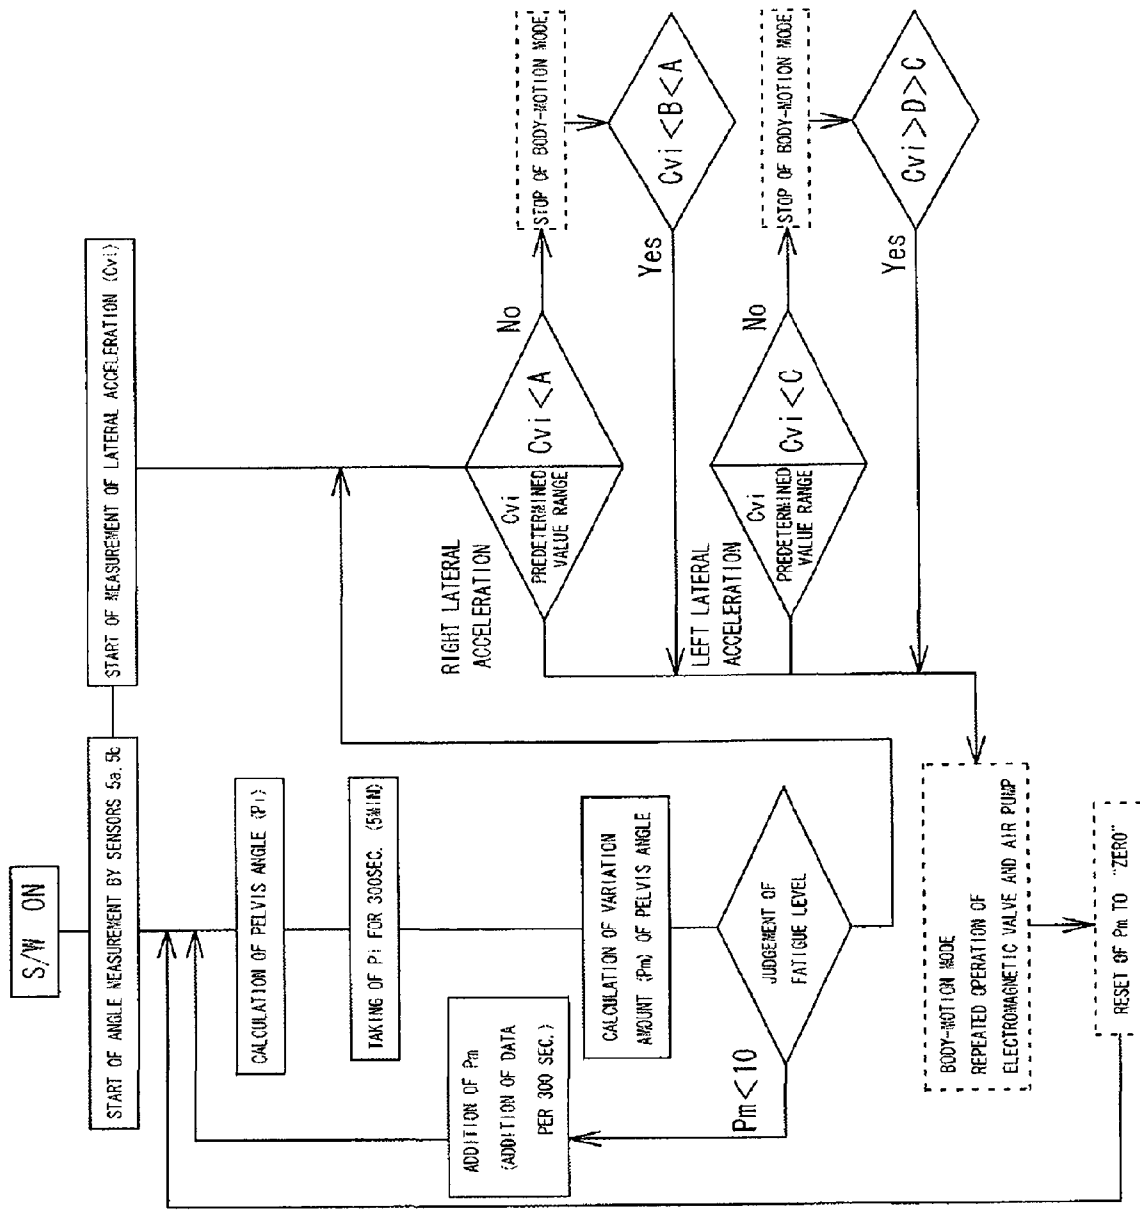 S/W ON
START OF ANGLE MEASUREMENT BY SENSORS 5a, 5b
START OF MEASUREMENT OF LATERAL ACCELERATION (Cvi)
CALCULATION OF PELVIS ANGLE (Pi)
TAKING OF Pi FOR 300SEC. (5MIN)
ADDITION OF Pm
(ADDITION OF DATA
PER 300 SEC.)
CALCULATION OF VARIATION
AMOUNT (Pm) OF PELVIS ANGLE
JUDGEMENT OF
FATIGUE LEVEL
Pm<10
RIGHT LATERAL
ACCELERATION
Cvi
PREDETERMINED
VALUE RANGE
Cvi<A
No
STOP OF BODY-MOTION MODE
Cvi<B<A
Yes
LEFT LATERAL
ACCELERATION
Cvi
PREDETERMINED
VALUE RANGE
Cvi<C
No
STOP OF BODY-MOTION MODE
Cvi>D>C
Yes
BODY-MOTION MODE
REPEATED OPERATION OF
ELECTROMAGNETIC VALVE AND AIR PUMP
RESET OF Pm TO "ZERO"